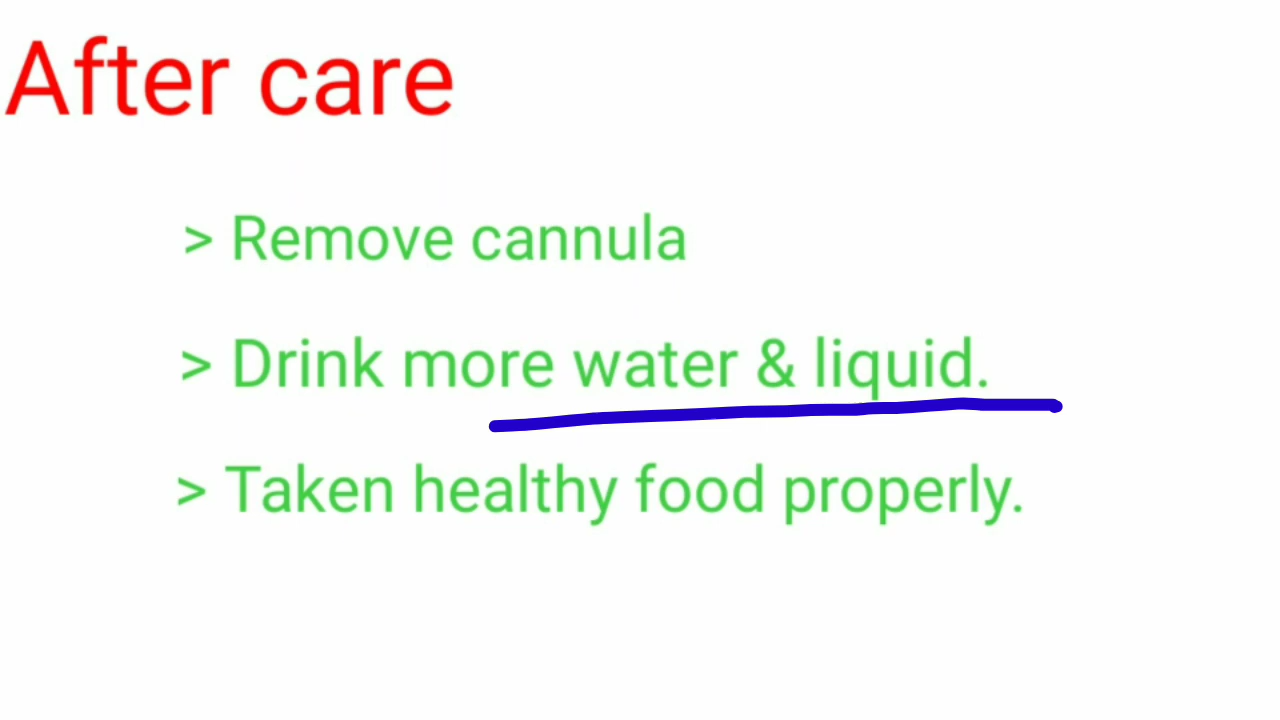 After care
> Remove cannula
> Drink more water & liquid.
> Taken healthy food properly.